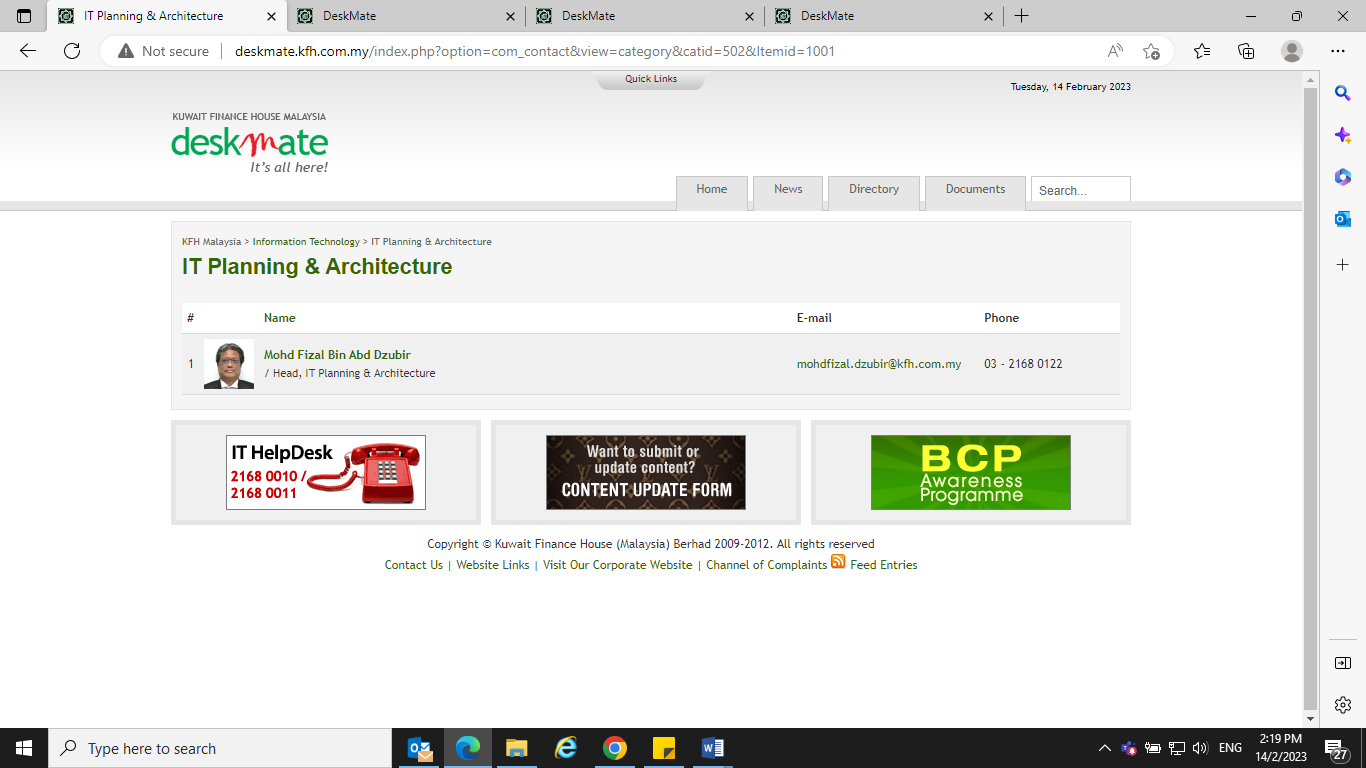 IT Planning & Architecture
DeskMate
DeskMate
DeskMate
Not secure
deskmate.kfh.com.my/index.php?option=com_contact&view=category&catid=502&Itemid=1001
Quick Links
Tuesday, 14 February 2023
KUWAIT FINANCE HOUSE MALAYSIA
deskmate
It's all here!
Home
News
Directory
Documents
Search...
KFH Malaysia > Information Technology > IT Planning & Architecture
IT Planning & Architecture
# Name E-mail Phone
1 Mohd Fizal Bin Abd Dzubir mohdfizal.dzubir@kfh.com.my 03 - 2168 0122
/ Head, IT Planning & Architecture
IT HelpDesk
2168 0010 /
2168 0011
Want to submit or
update content?
CONTENT UPDATE FORM
BCP
Awareness
Programme
Copyright © Kuwait Finance House (Malaysia) Berhad 2009-2012. All rights reserved
Contact Us | Website Links | Visit Our Corporate Website | Channel of Complaints Feed Entries
Type here to search
ENG
2:19 PM
14/2/2023
27